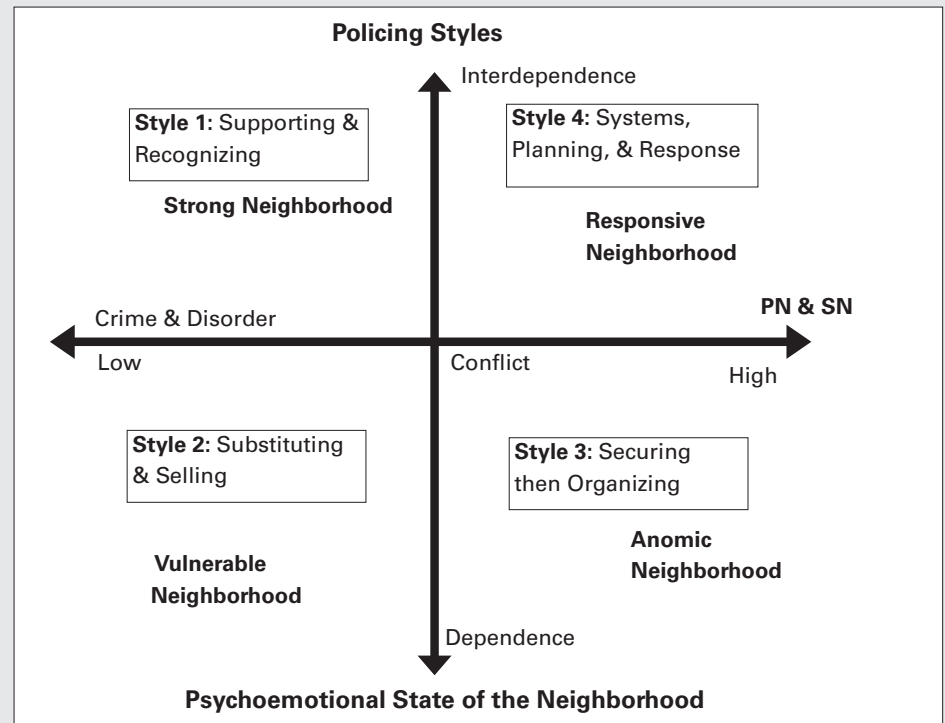 Policing Styles
Interdependence
Style 1: Supporting &
Recognizing
Strong Neighborhood
Style 4: Systems,
Planning, & Response
Responsive
Neighborhood
PN & SN
Crime & Disorder
Low
Conflict
High
Style 2: Substituting
& Selling
Vulnerable
Neighborhood
Style 3: Securing
then Organizing
Anomic
Neighborhood
Dependence
Psychoemotional State of the Neighborhood